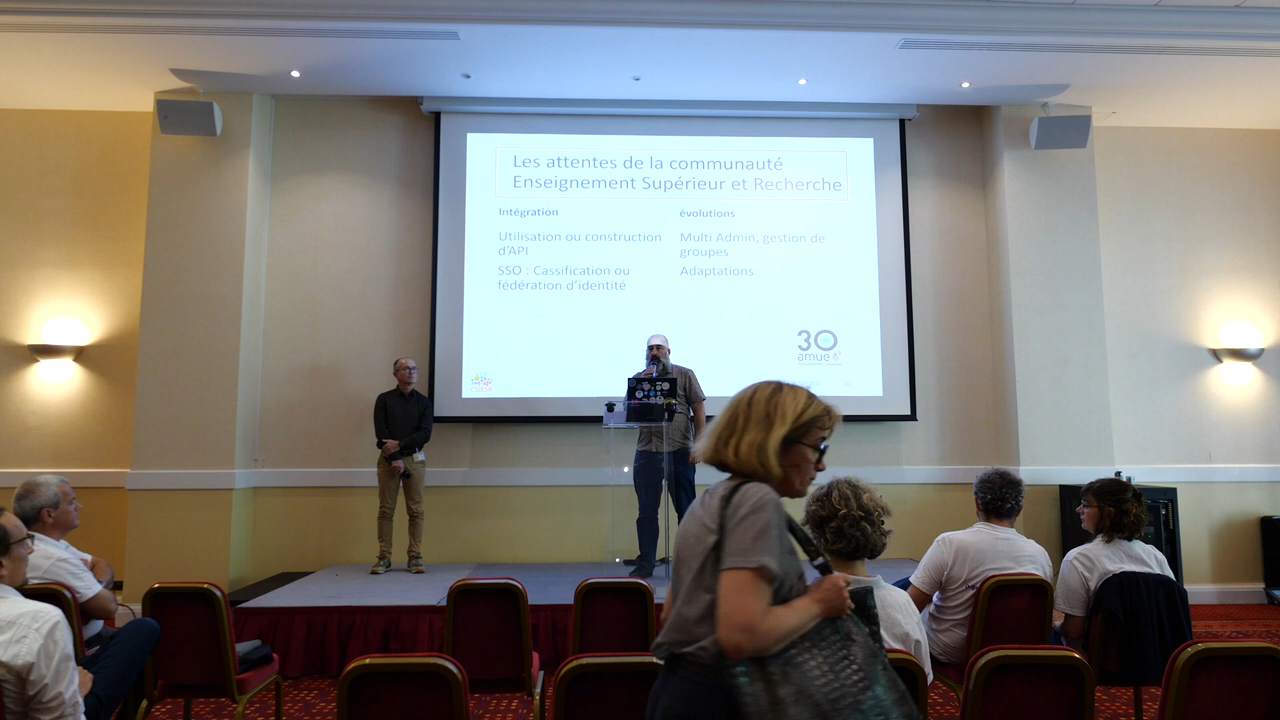 Les attentes de la communauté
Enseignement Supérieur et Recherche
Intégration
Utilisation ou construction
d'API
SSO : Cassification ou
fédération d'identité
évolutions
Multi Admin, gestion de
groupes
Adaptations
30
amue